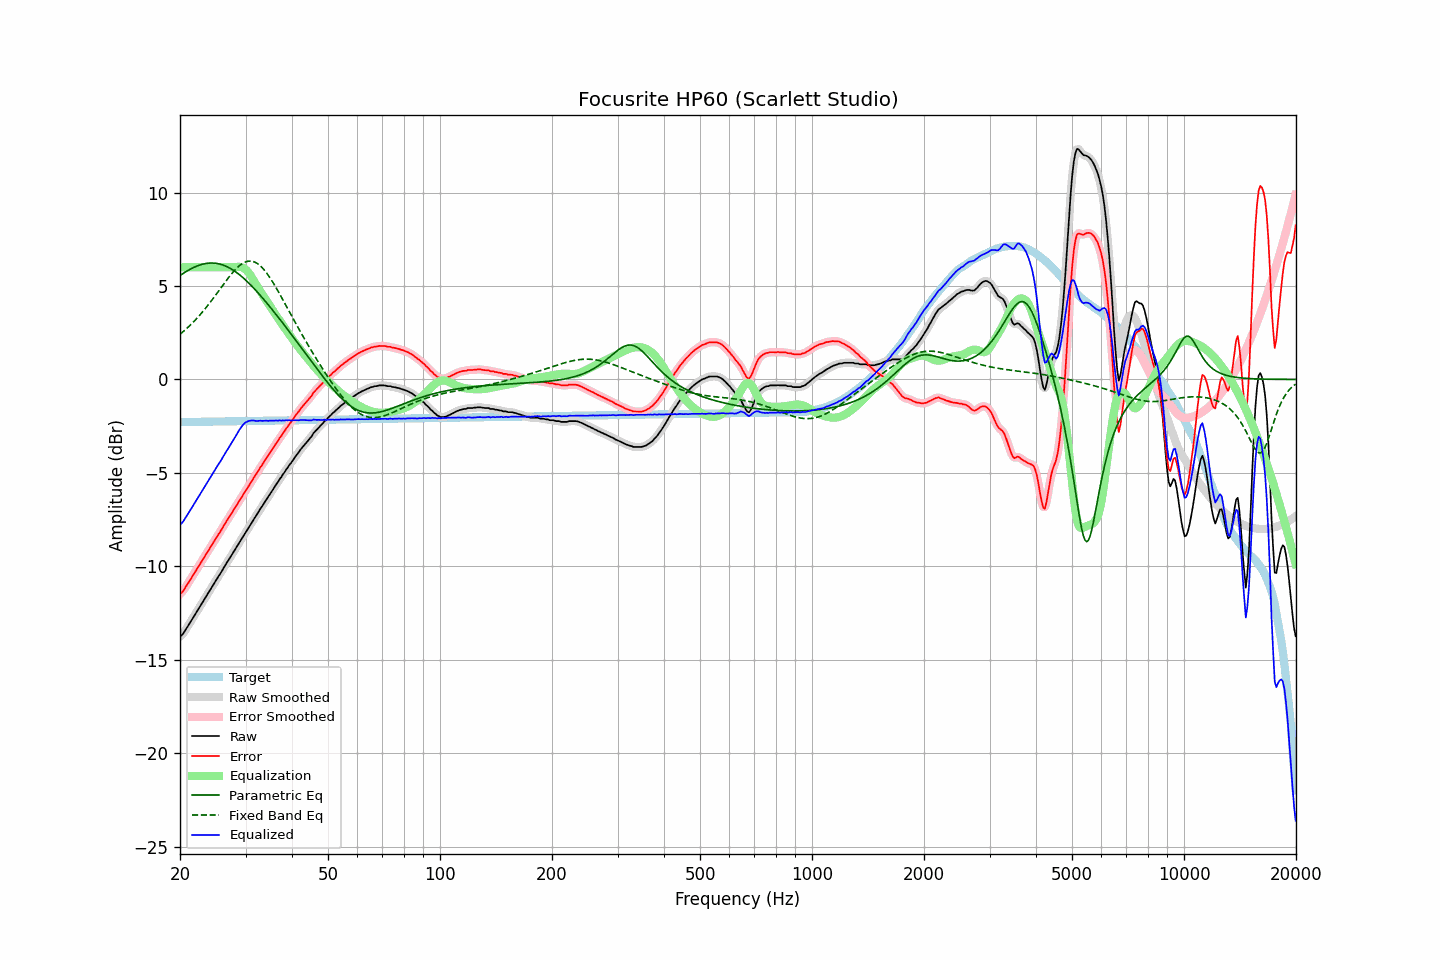 Focusrite HP60 (Scarlett Studio)
Amplitude (dBr)
10
5
0
−5
−10
−15
−20
−25
Target
Raw Smoothed
Error Smoothed
Raw
Error
Equalization
Parametric Eq
Fixed Band Eq
Equalized
20 50 100 200 500 1000 2000 5000 10000 20000
Frequency (Hz)